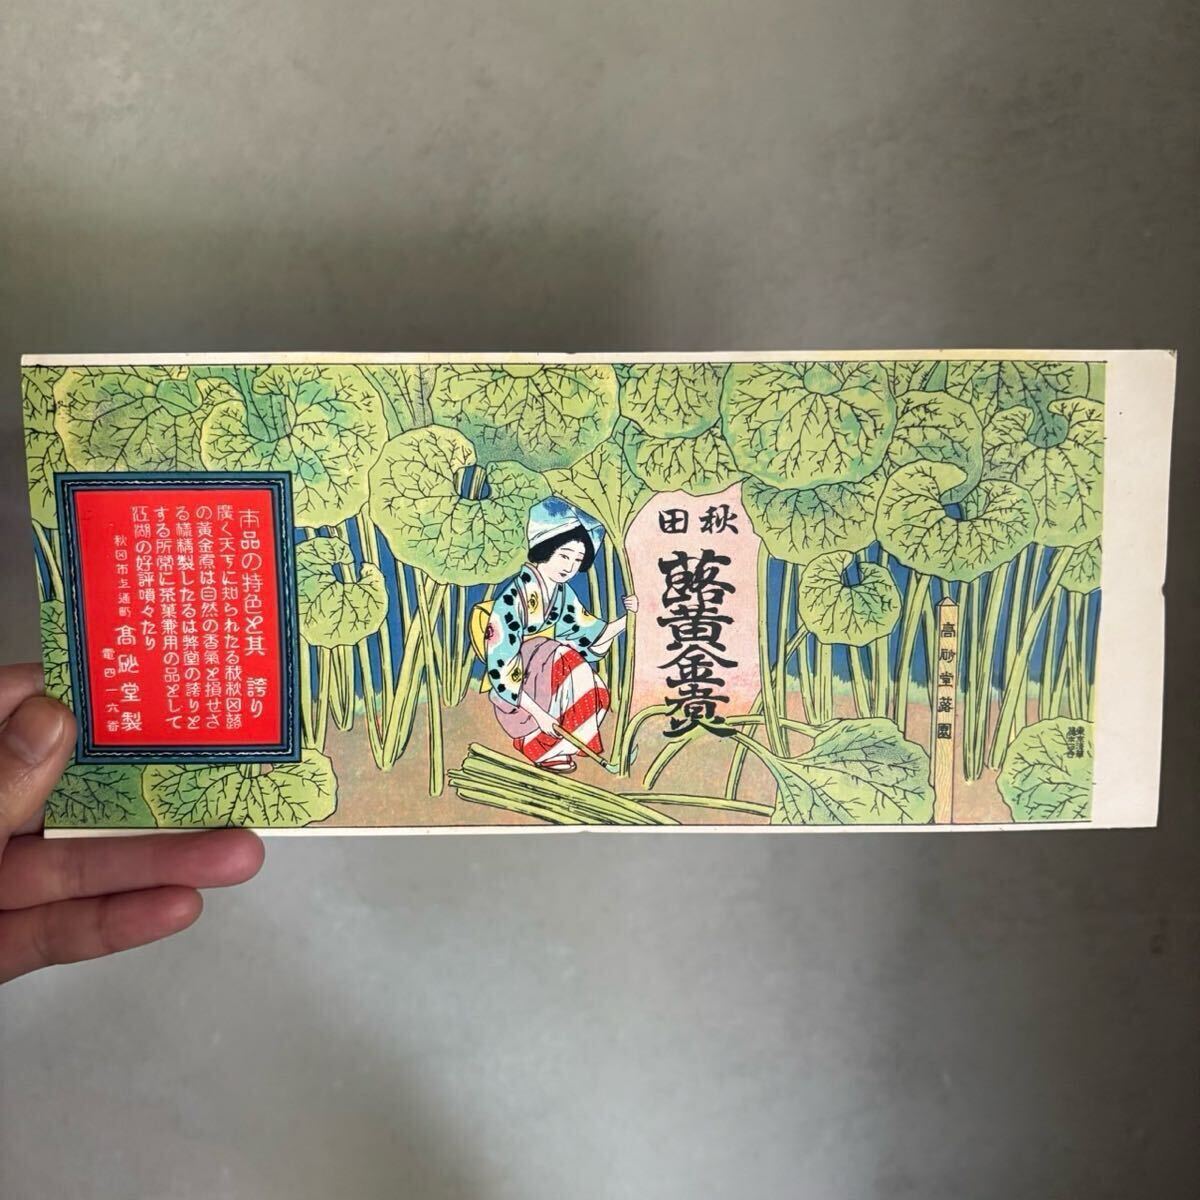 秋田
蕗黄金煮
高砂堂蕗園
本品の特色と其誇り
廣く天下に知られたる我秋田蕗
の黄金煮は自然の香氣を損せざ
る樣精製したるは弊堂の誇りと
する所常に茶菓兼用の品として
江湖の好評嘖々たり
秋田市上通町
髙砂堂製
電四一六番